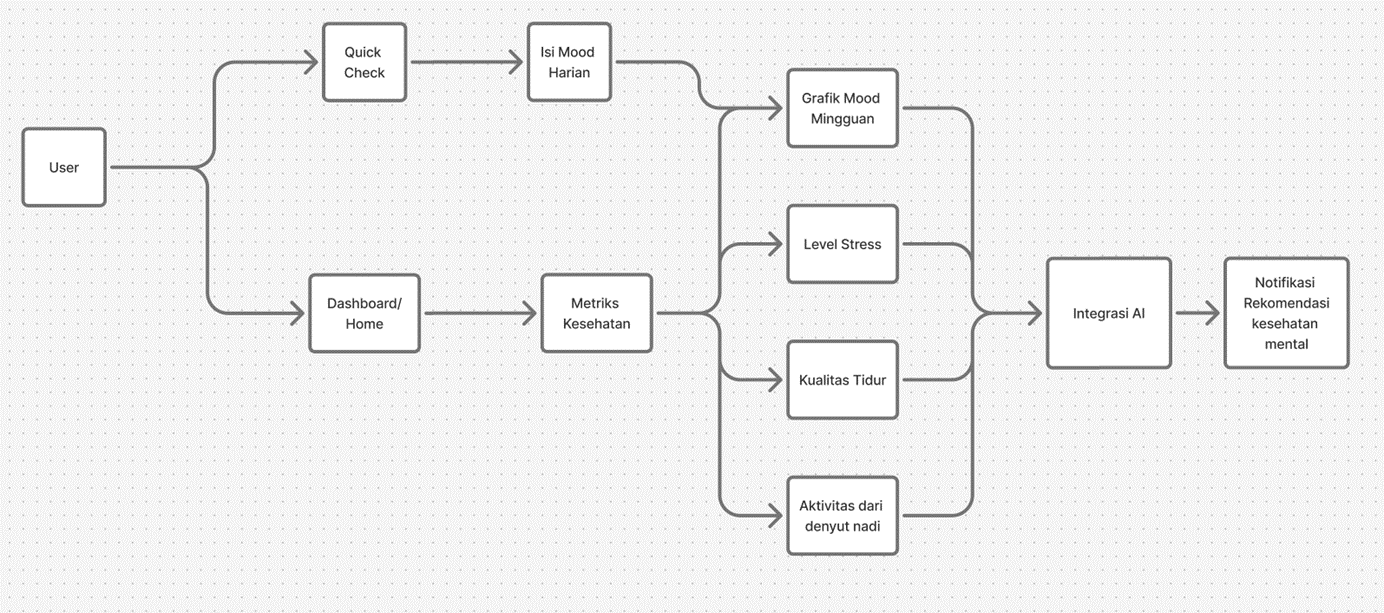 Quick
Check
Isi Mood
Harian
Grafik Mood
Mingguan
User
Level Stress
Dashboard/
Home
Metriks
Kesehatan
Integrasi AI
Notifikasi
Rekomendasi
kesehatan
mental
Kualitas Tidur
Aktivitas dari
denyut nadi